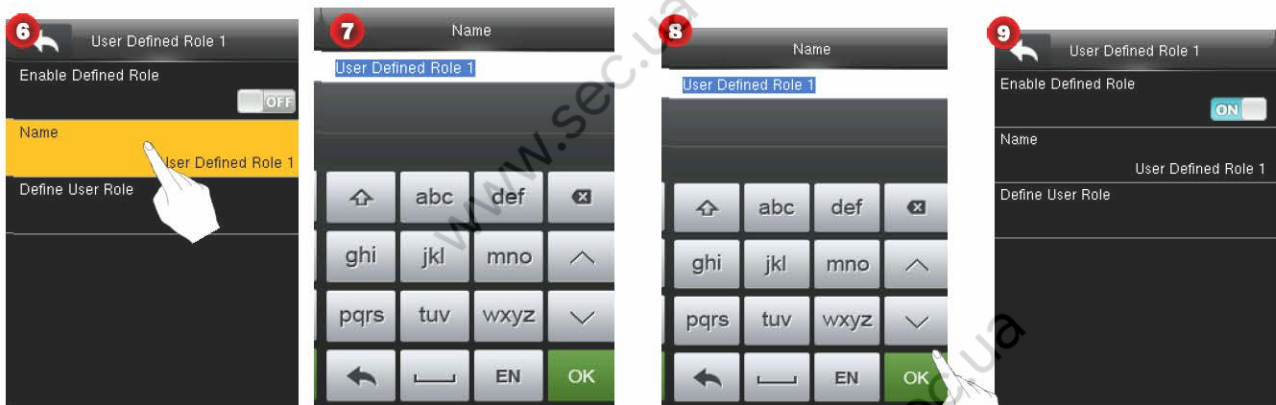 6
User Defined Role 1
Enable Defined Role
OFF
Name
User Defined Role 1
Define User Role
7
Name
User Defined Role 1
abc def
ghi jkl mno
pqrs tuv wxyz
EN OK
8
Name
User Defined Role 1
abc def
ghi jkl mno
pqrs tuv wxyz
EN OK
9
User Defined Role 1
Enable Defined Role
ON
Name
User Defined Role 1
Define User Role
www.sec.ua
sec.ua